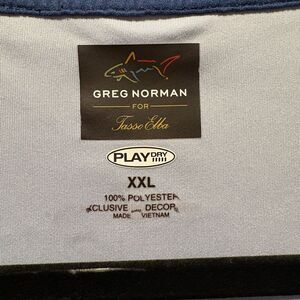 GREG NORMAN
FOR
Tasso Elba
PLAY DRY
XXL
100% POLYESTER
XCLUSIVE DECOR
MADE VIETNAM